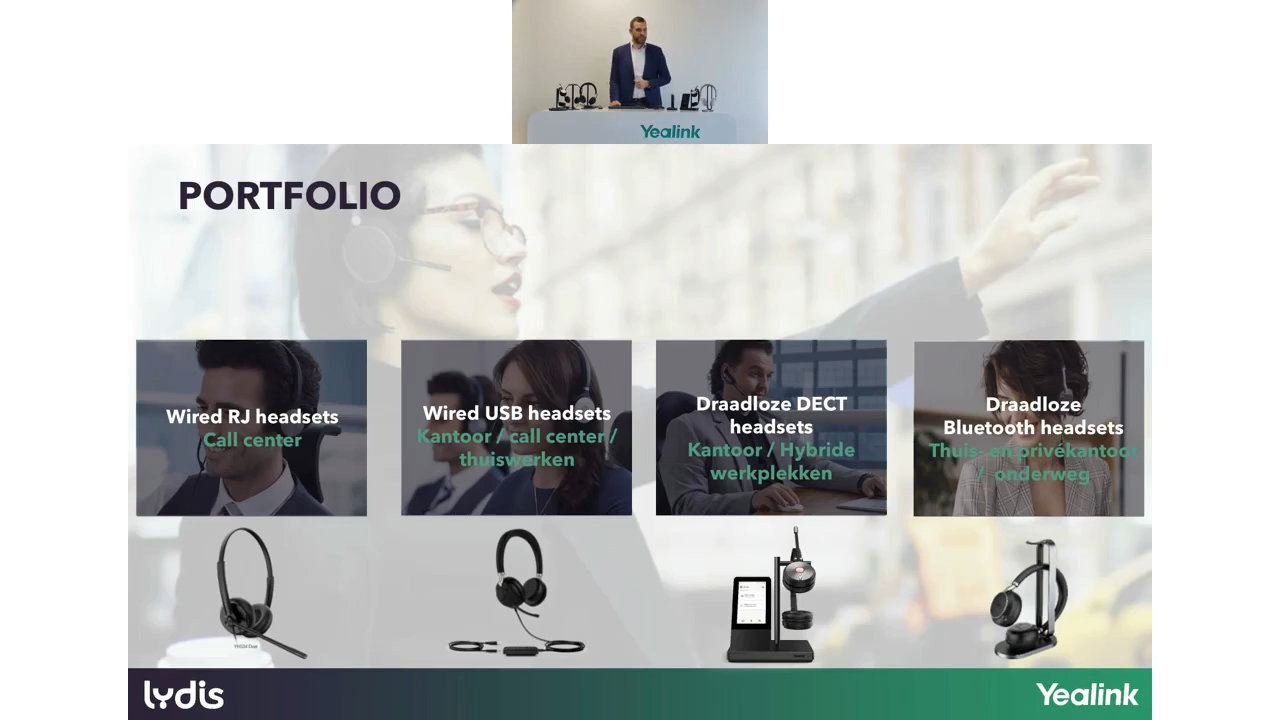 Yealink
PORTFOLIO
Wired RJ headsets
Call center
Wired USB headsets
Kantoor / call center /
thuiswerken
Draadloze DECT
headsets
Kantoor / Hybride
werkplekken
Draadloze
Bluetooth headsets
Thuis- en privékantoor
/ onderweg
lydis
Yealink